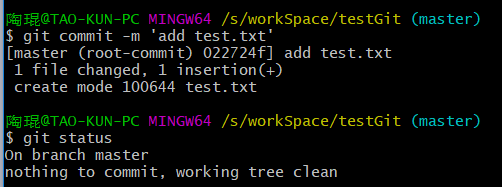 陶琨@TAO-KUN-PC MINGW64 /s/workSpace/testGit (master)
$ git commit -m 'add test.txt'
[master (root-commit) 022724f] add test.txt
 1 file changed, 1 insertion(+)
 create mode 100644 test.txt
陶琨@TAO-KUN-PC MINGW64 /s/workSpace/testGit (master)
$ git status
On branch master
nothing to commit, working tree clean